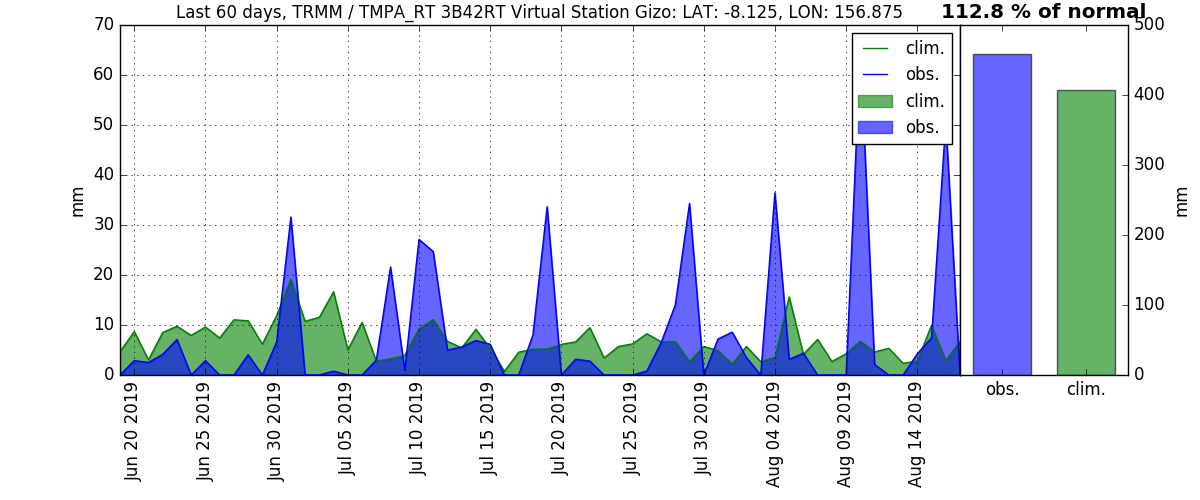 Last 60 days, TRMM / TMPA_RT 3B42RT Virtual Station Gizo: LAT: -8.125, LON: 156.875
112.8 % of normal
70
60
50
40
30
20
10
0
mm
clim.
obs.
clim.
obs.
500
400
300
200
100
0
mm
Jun 20 2019
Jun 25 2019
Jun 30 2019
Jul 05 2019
Jul 10 2019
Jul 15 2019
Jul 20 2019
Jul 25 2019
Jul 30 2019
Aug 04 2019
Aug 09 2019
Aug 14 2019
obs.
clim.